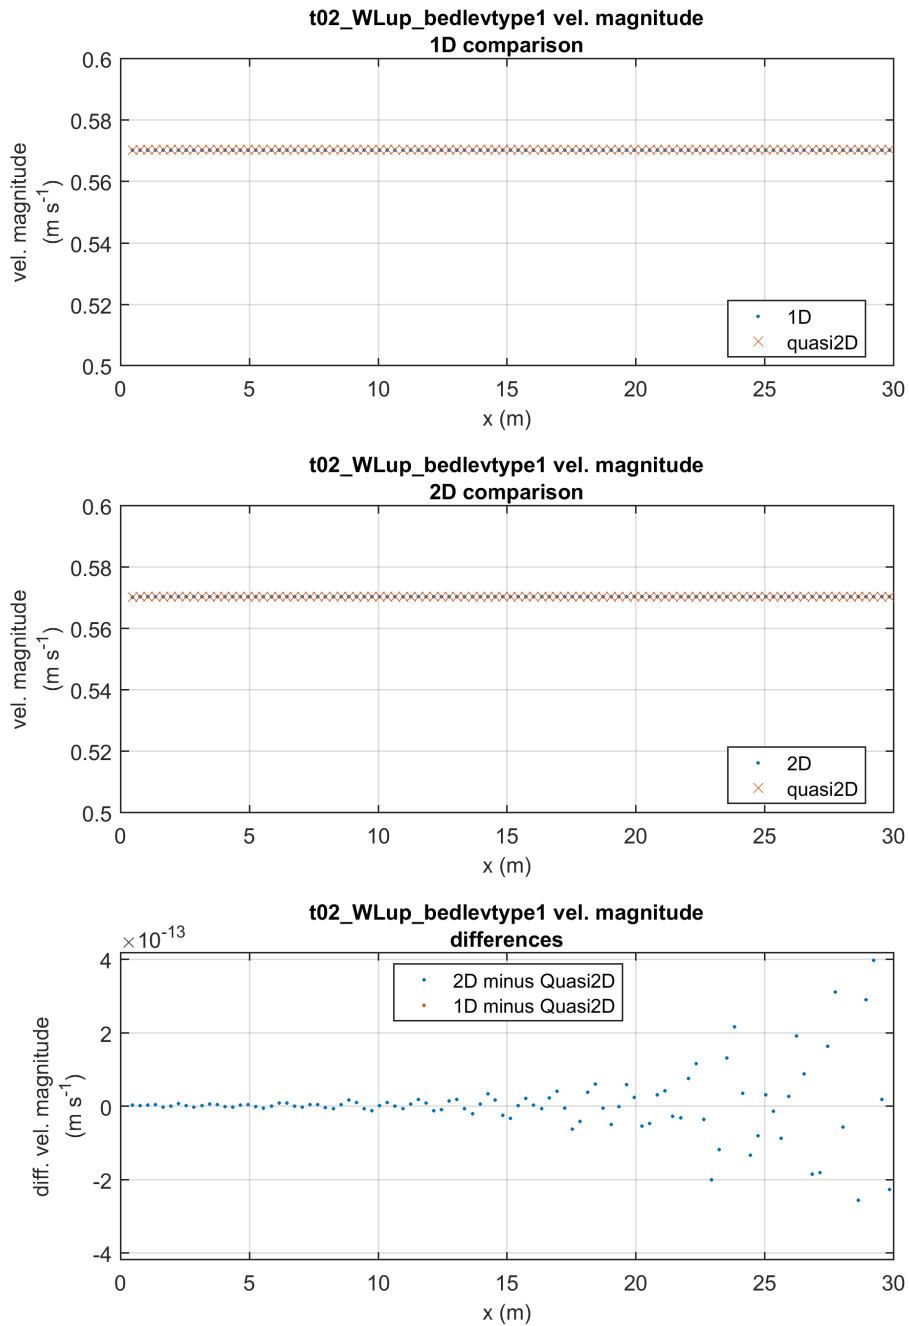 t02_WLup_bedlevtype1 vel. magnitude
1D comparison
0.6
0.58
0.56
0.54
0.52
0.5
vel. magnitude
(m s-1)
1D
quasi2D
0 5 10 15 20 25 30
x (m)
t02_WLup_bedlevtype1 vel. magnitude
2D comparison
0.6
0.58
0.56
0.54
0.52
0.5
vel. magnitude
(m s-1)
2D
quasi2D
0 5 10 15 20 25 30
x (m)
t02_WLup_bedlevtype1 vel. magnitude
differences
×10-13
4
2
0
-2
-4
diff. vel. magnitude
(m s-1)
2D minus Quasi2D
1D minus Quasi2D
0 5 10 15 20 25 30
x (m)